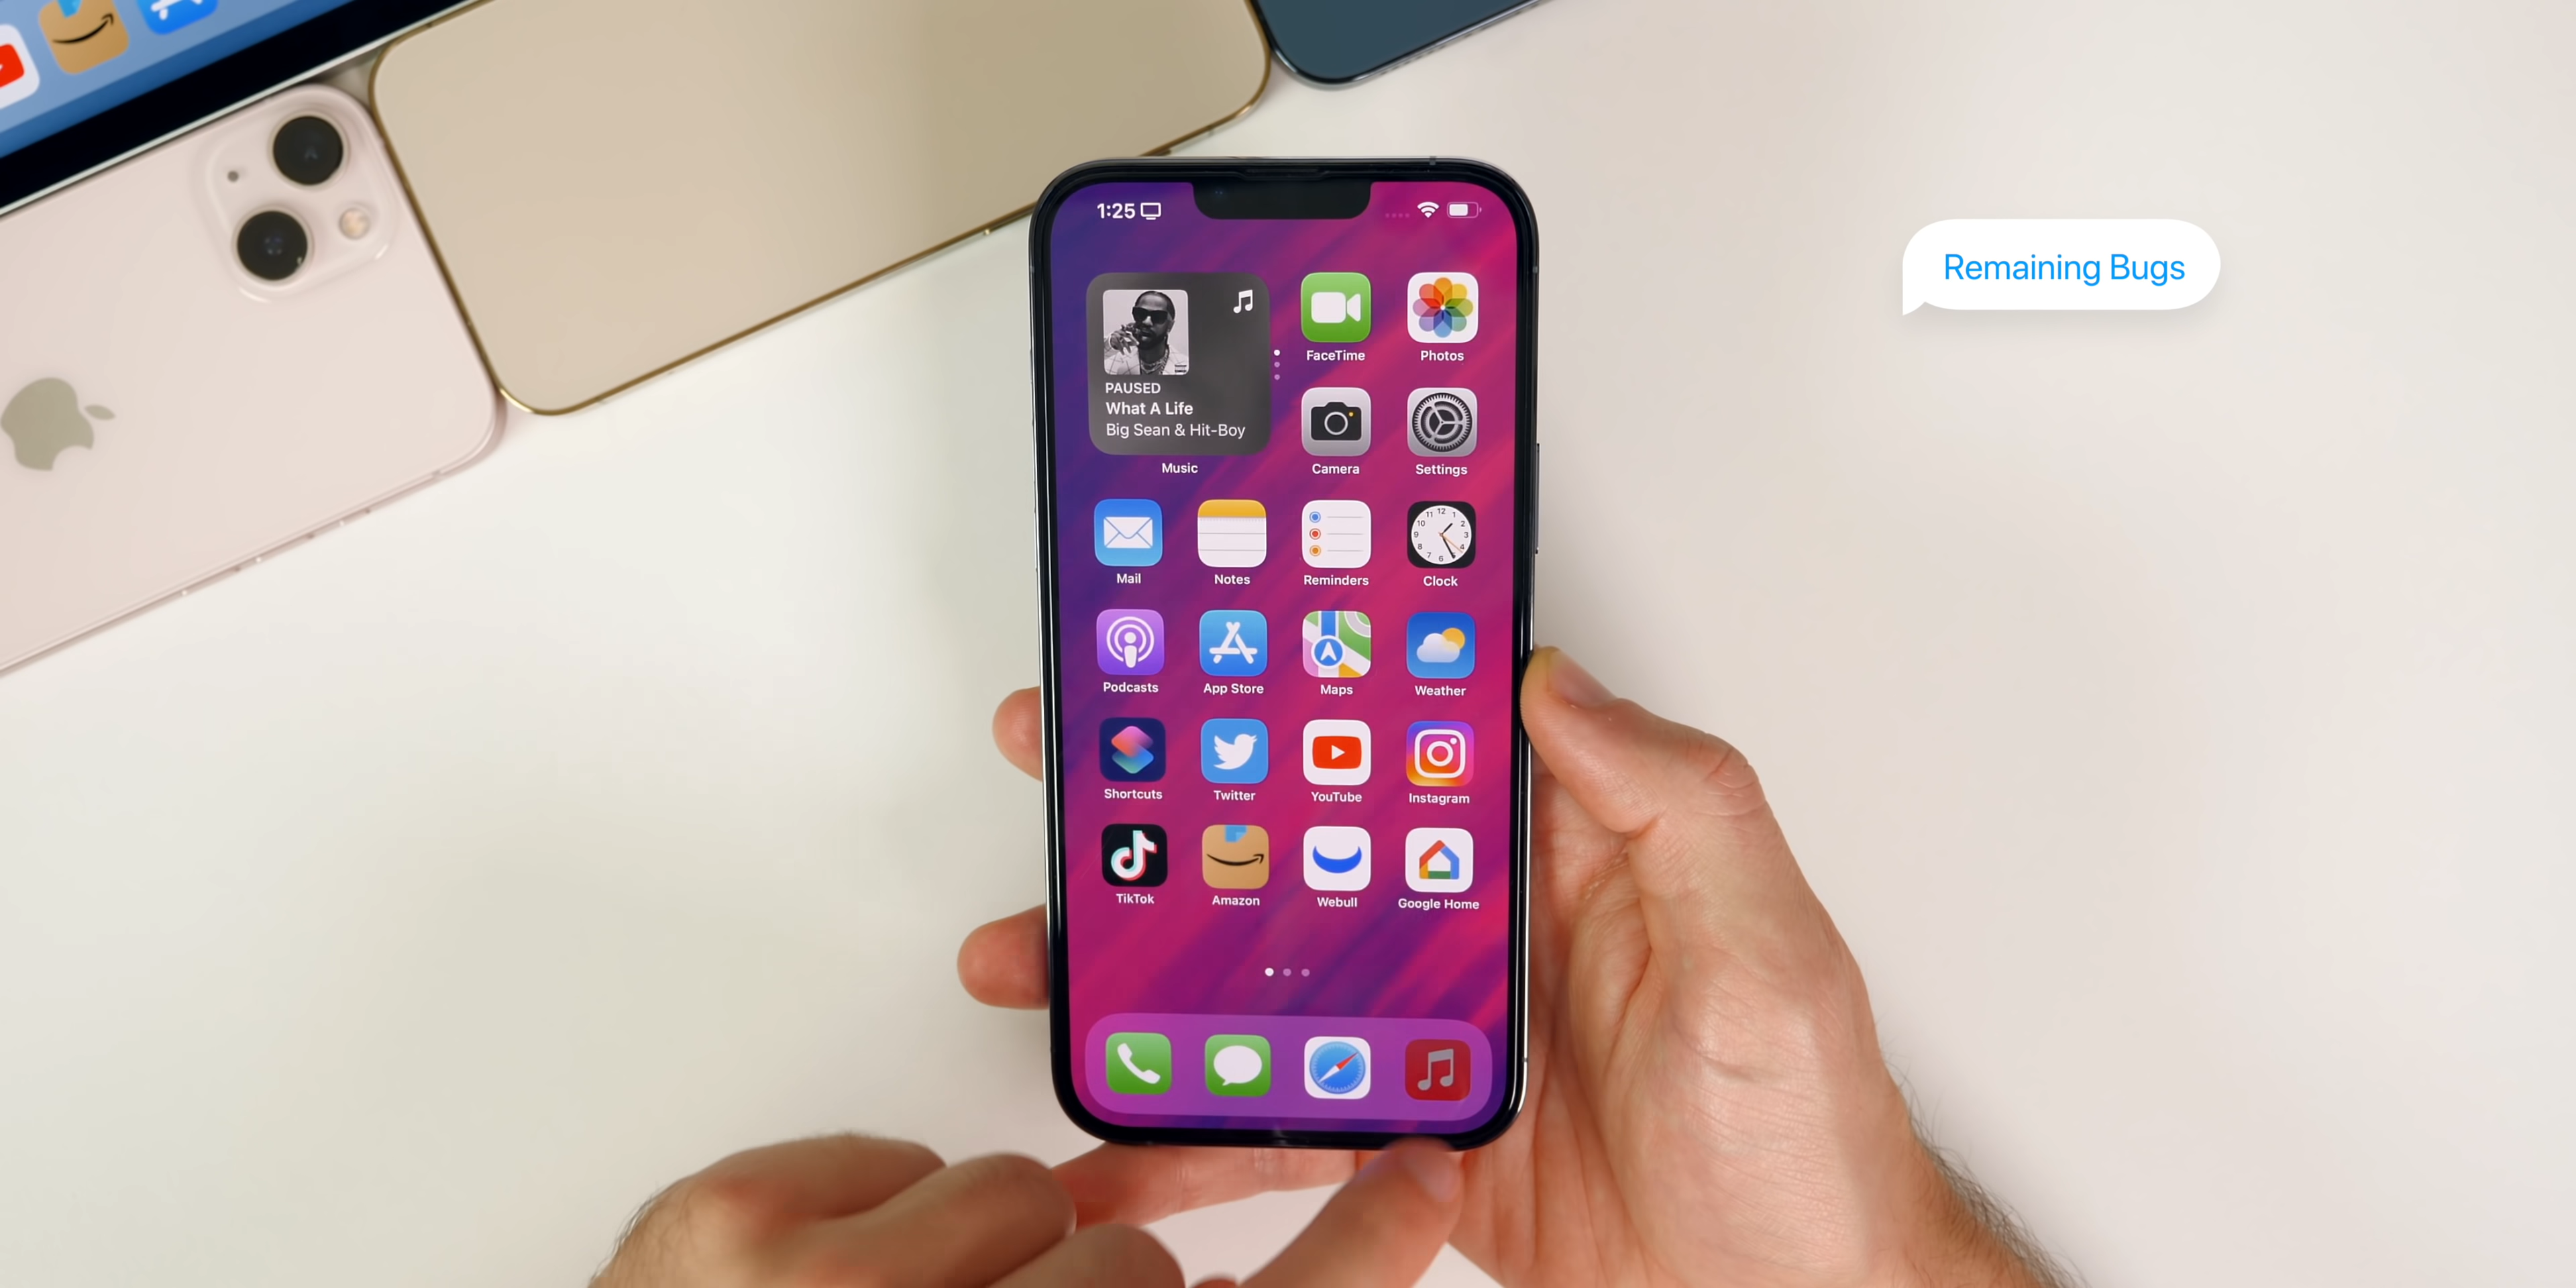 1:25
Remaining Bugs
PAUSED
What A Life
Big Sean & Hit-Boy
Music
FaceTime
Photos
Camera
Settings
Mail
Notes
Reminders
Clock
Podcasts
App Store
Maps
Weather
Shortcuts
Twitter
YouTube
Instagram
TikTok
Amazon
Webull
Google Home